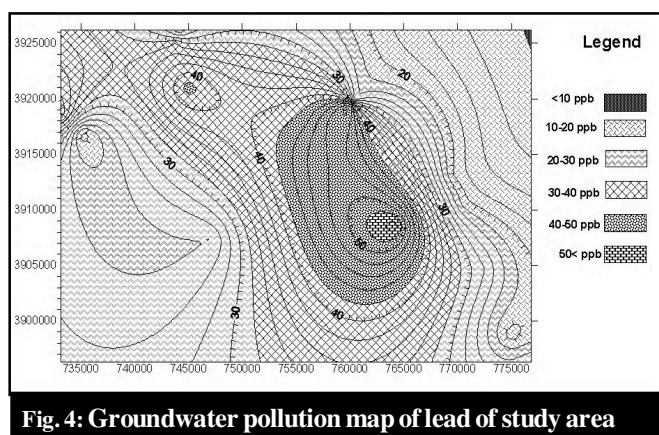 3925000
3920000
3915000
3910000
3905000
3900000
735000 740000 745000 750000 755000 760000 765000 770000 775000
40
30
20
40
30
40
30
50
40
30
Legend
<10 ppb
10-20 ppb
20-30 ppb
30-40 ppb
40-50 ppb
50< ppb
Fig. 4: Groundwater pollution map of lead of study area